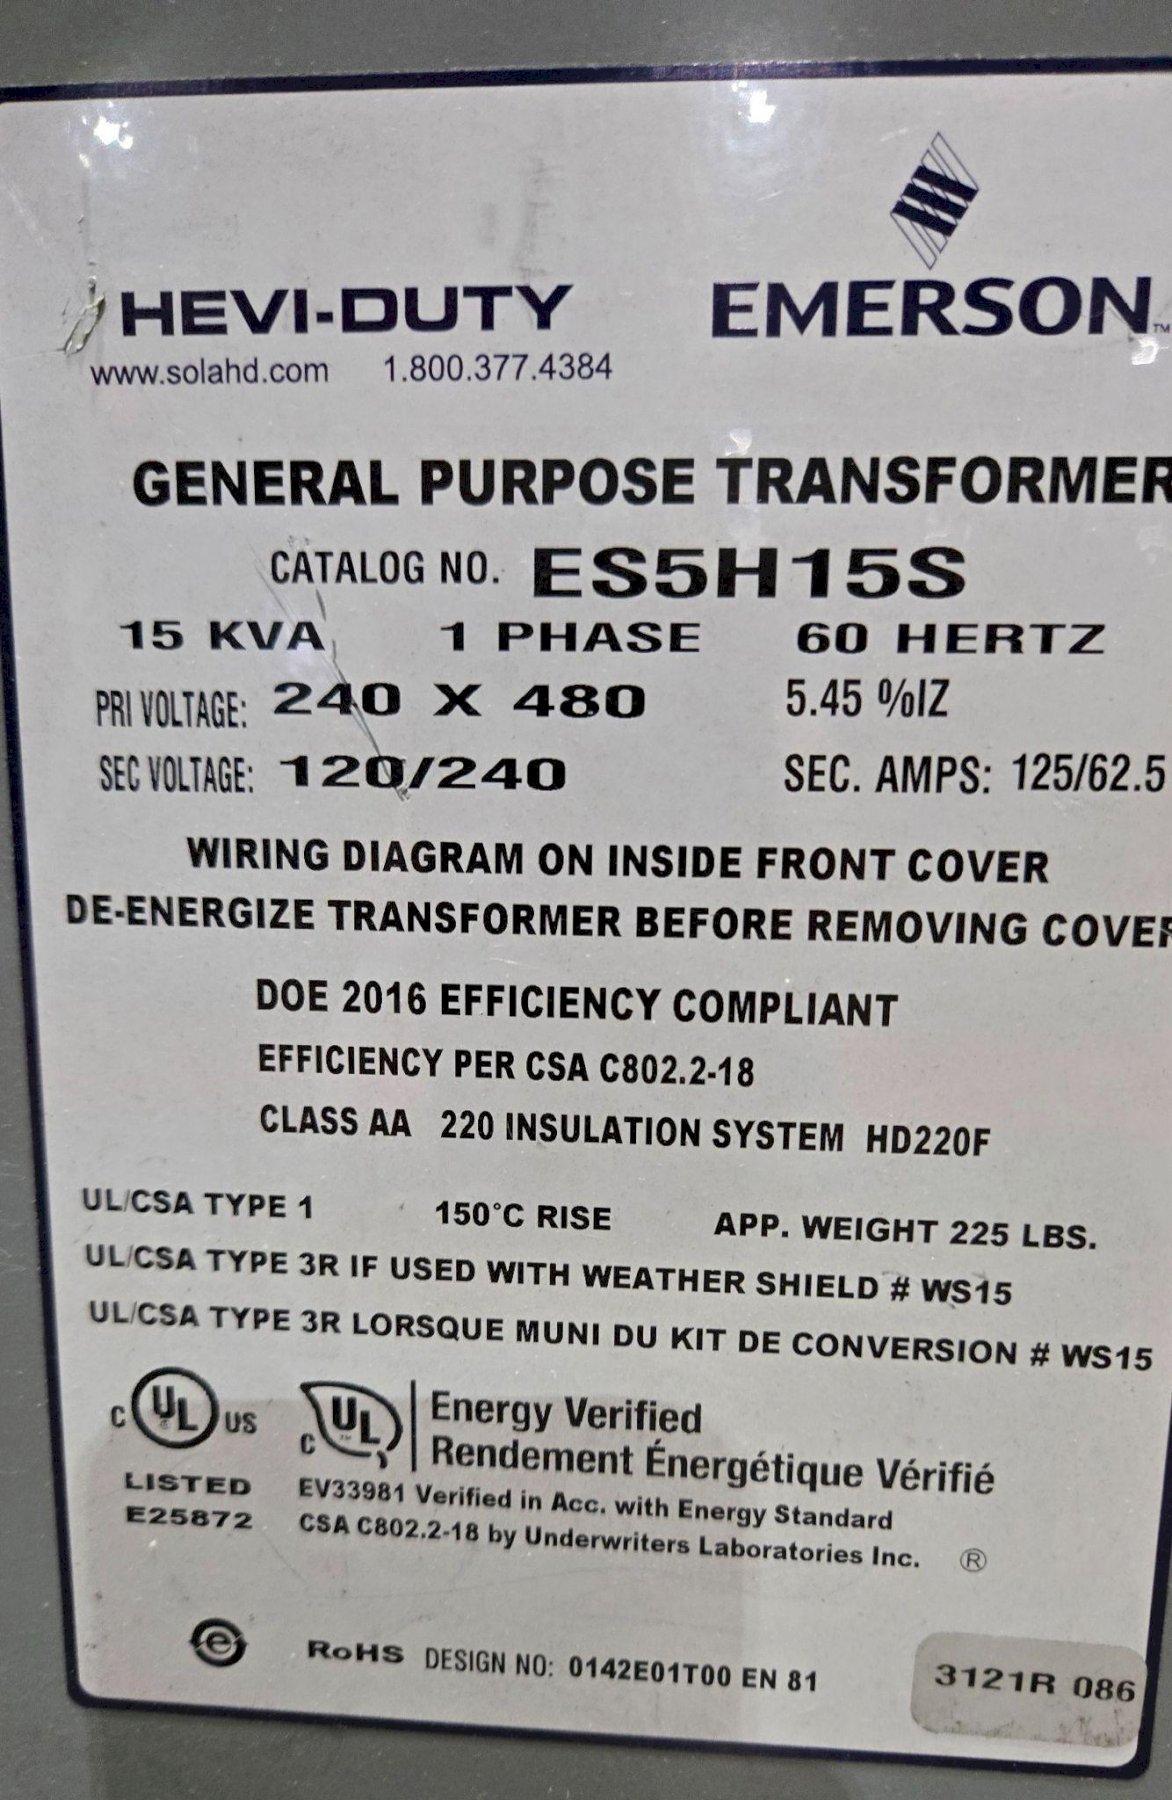 HEVI-DUTY EMERSON™
www.solahd.com 1.800.377.4384
GENERAL PURPOSE TRANSFORMER
CATALOG NO. ES5H15S
15 KVA 1 PHASE 60 HERTZ
PRI VOLTAGE: 240 X 480 5.45 %IZ
SEC VOLTAGE: 120/240 SEC. AMPS: 125/62.5
WIRING DIAGRAM ON INSIDE FRONT COVER
DE-ENERGIZE TRANSFORMER BEFORE REMOVING COVER
DOE 2016 EFFICIENCY COMPLIANT
EFFICIENCY PER CSA C802.2-18
CLASS AA 220 INSULATION SYSTEM HD220F
UL/CSA TYPE 1 150°C RISE APP. WEIGHT 225 LBS.
UL/CSA TYPE 3R IF USED WITH WEATHER SHIELD # WS15
UL/CSA TYPE 3R LORSQUE MUNI DU KIT DE CONVERSION # WS15
C UL ® US C UL ™ Energy Verified
Rendement Énergétique Vérifié
LISTED EV33981 Verified in Acc. with Energy Standard
E25872 CSA C802.2-18 by Underwriters Laboratories Inc. ®
e RoHS DESIGN NO: 0142E01T00 EN 81 3121R 086